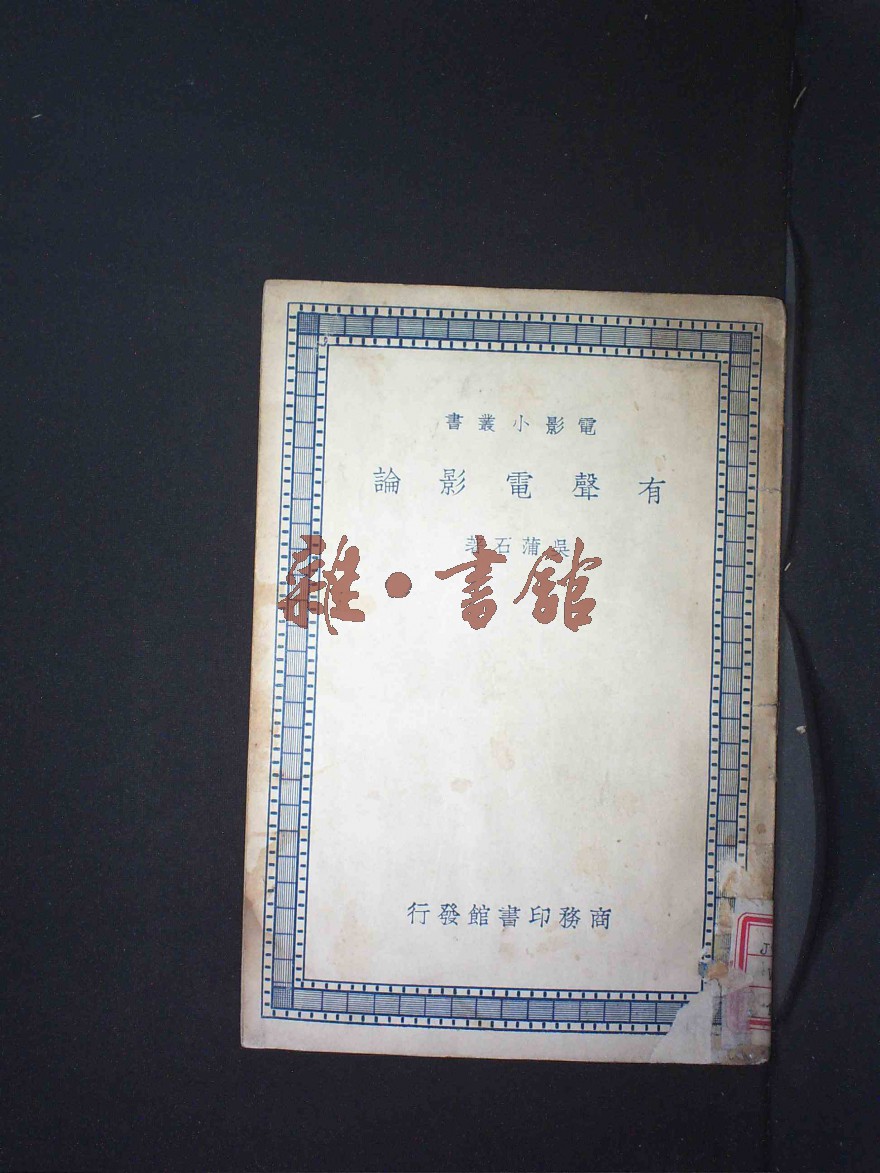 電影小叢書
有聲電影論
吳蒲石著
雜·書館
商務印書館發行
J